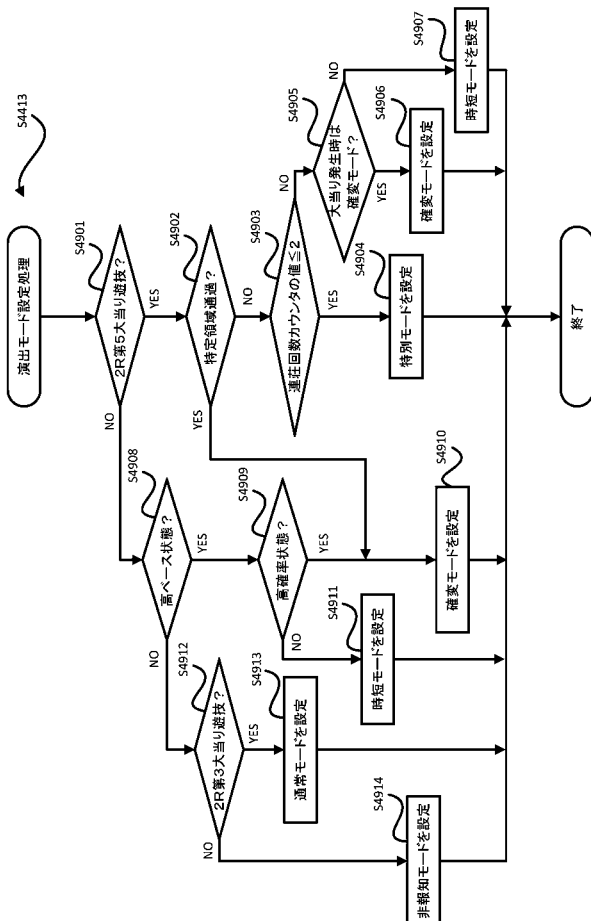 S4413
演出モード設定処理
S4901
2R第5大当り遊技?
YES
NO
S4902
特定領域通過?
NO
YES
S4903
連荘回数カウンタの値≦2
NO
YES
S4904
特別モードを設定
S4905
大当り発生時は
確変モード?
NO
YES
S4906
確変モードを設定
S4907
時短モードを設定
S4908
高ベース状態?
YES
NO
S4909
高確率状態?
YES
NO
S4910
確変モードを設定
S4911
時短モードを設定
S4912
2R第3大当り遊技?
YES
NO
S4913
通常モードを設定
S4914
非報知モードを設定
終了